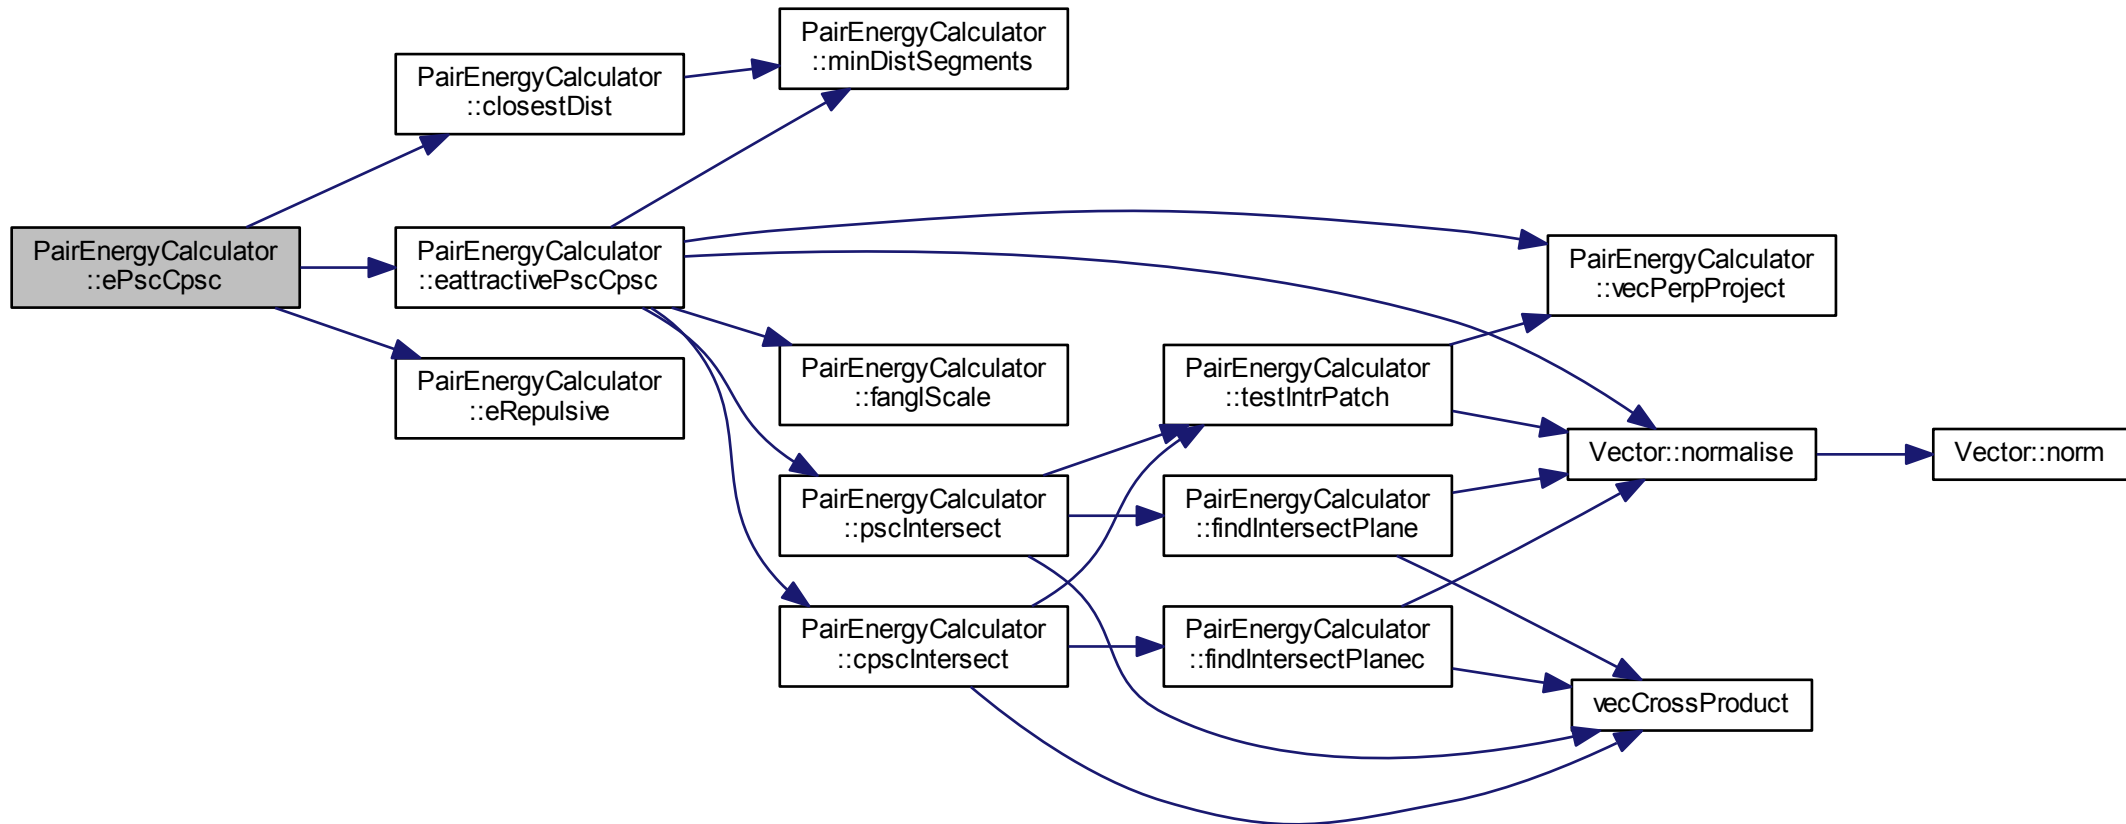 PairEnergyCalculator
::ePscCpsc
PairEnergyCalculator
::closestDist
PairEnergyCalculator
::eattractivePscCpsc
PairEnergyCalculator
::eRepulsive
PairEnergyCalculator
::minDistSegments
PairEnergyCalculator
::fanglScale
PairEnergyCalculator
::pscIntersect
PairEnergyCalculator
::cpscIntersect
PairEnergyCalculator
::testIntrPatch
PairEnergyCalculator
::findIntersectPlane
PairEnergyCalculator
::findIntersectPlanec
PairEnergyCalculator
::vecPerpProject
Vector::normalise
vecCrossProduct
Vector::norm